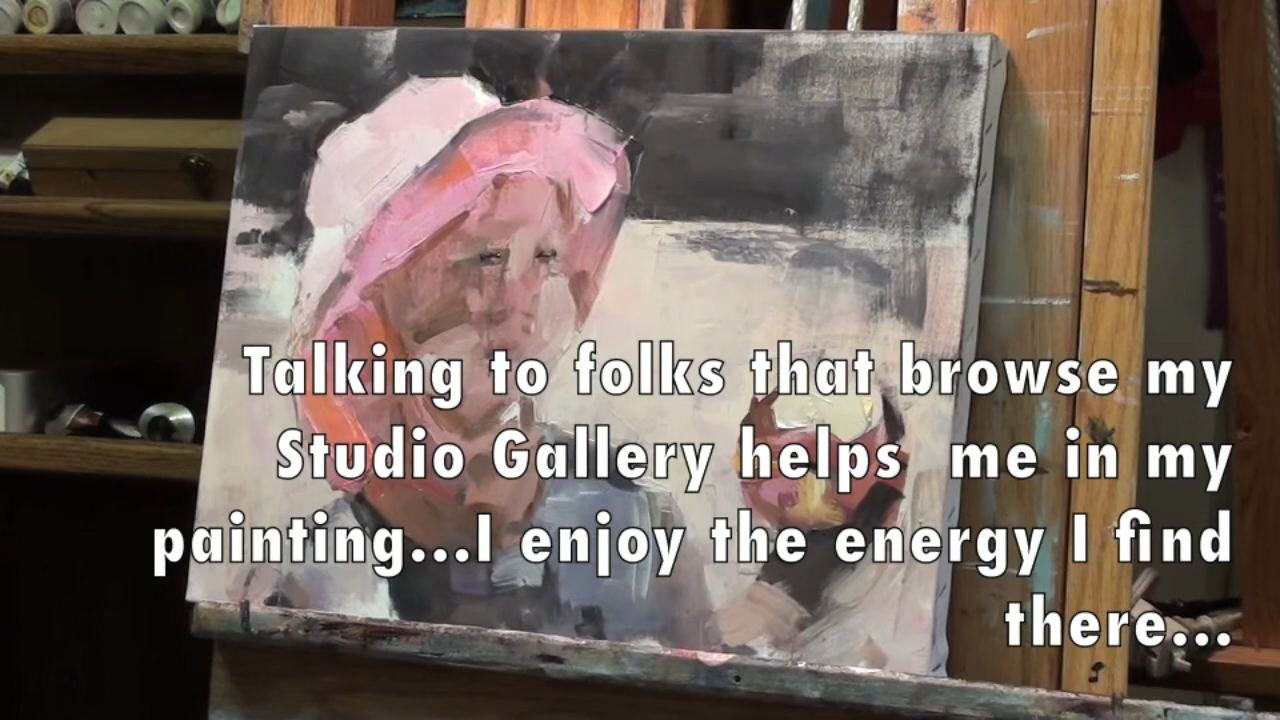 Talking to folks that browse my
Studio Gallery helps  me in my
painting...I enjoy the energy I find
there...